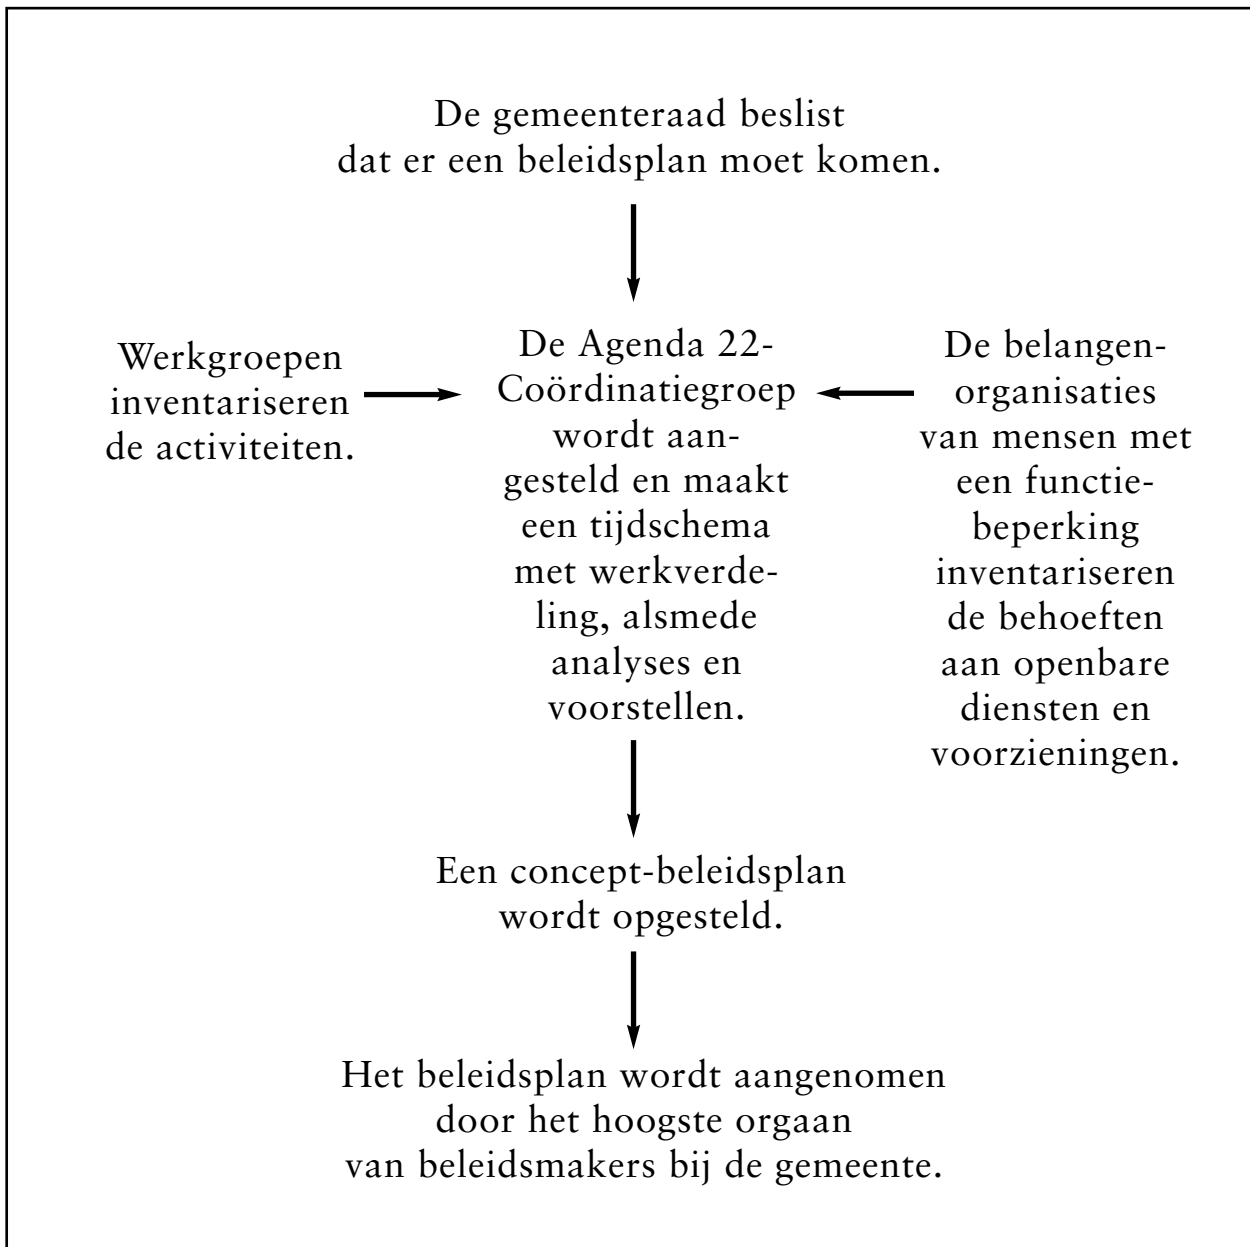 De gemeenteraad beslist
dat er een beleidsplan moet komen.
Werkgroepen
inventariseren
de activiteiten.
De Agenda 22-
Coördinatiegroep
wordt aan-
gesteld en maakt
een tijdschema
met werkverde-
ling, alsmede
analyses en
voorstellen.
De belangen-
organisaties
van mensen met
een functie-
beperking
inventariseren
de behoeften
aan openbare
diensten en
voorzieningen.
Een concept-beleidsplan
wordt opgesteld.
Het beleidsplan wordt aangenomen
door het hoogste orgaan
van beleidsmakers bij de gemeente.